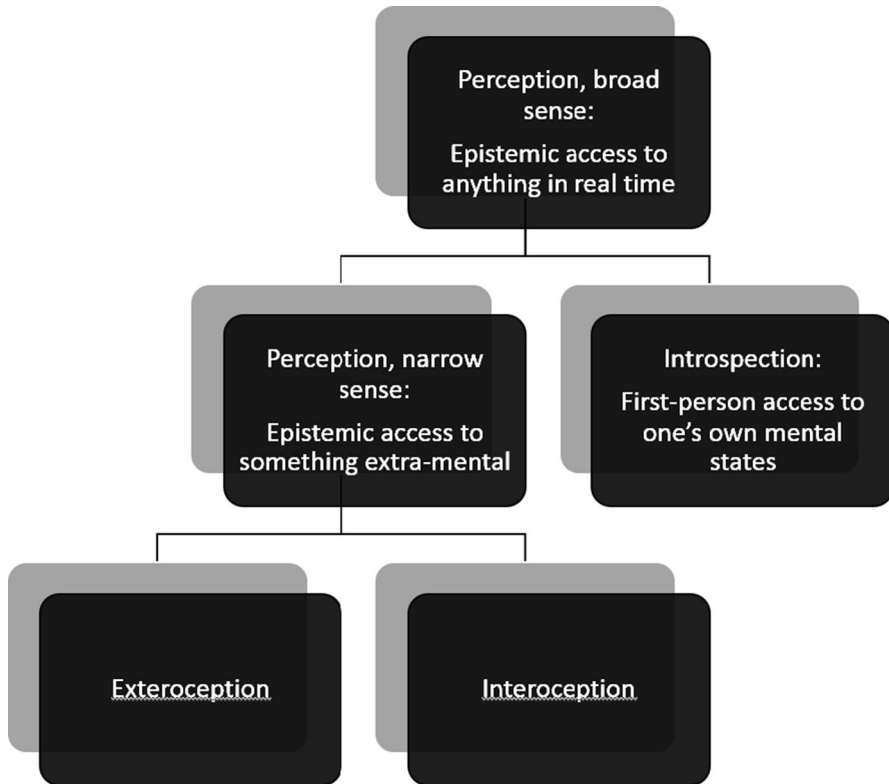 Perception, broad
sense:
Epistemic access to
anything in real time
Perception, narrow
sense:
Epistemic access to
something extra-mental
Introspection:
First-person access to
one’s own mental
states
Exteroception
Interoception